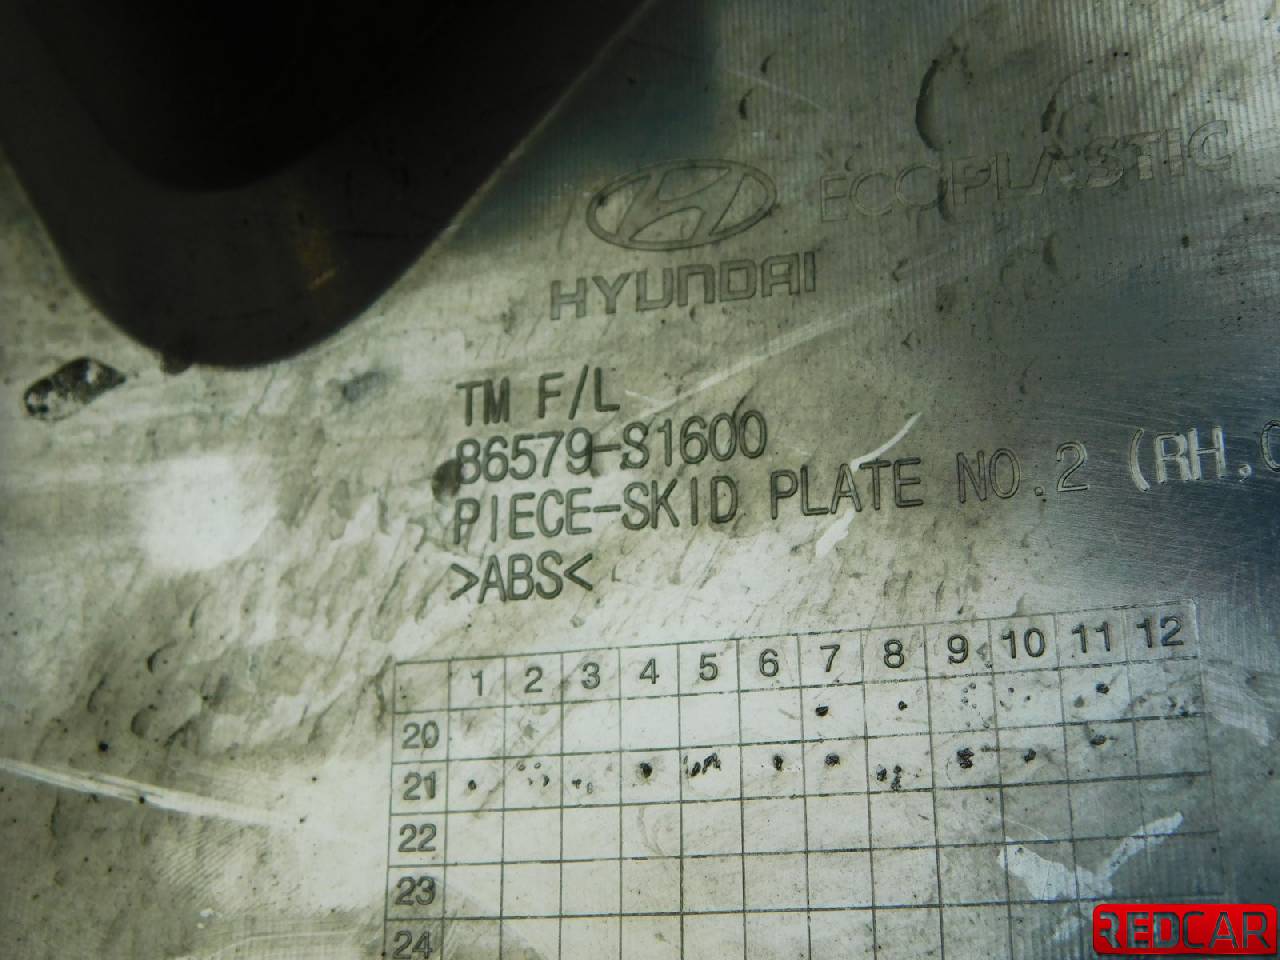 ECOPLASTIC
HYUNDAI
TM F/L
86579-S1600
PIECE-SKID PLATE NO.2 (RH,
>ABS<
1 2 3 4 5 6 7 8 9 10 11 12
20
21
22
23
24
REDCAR